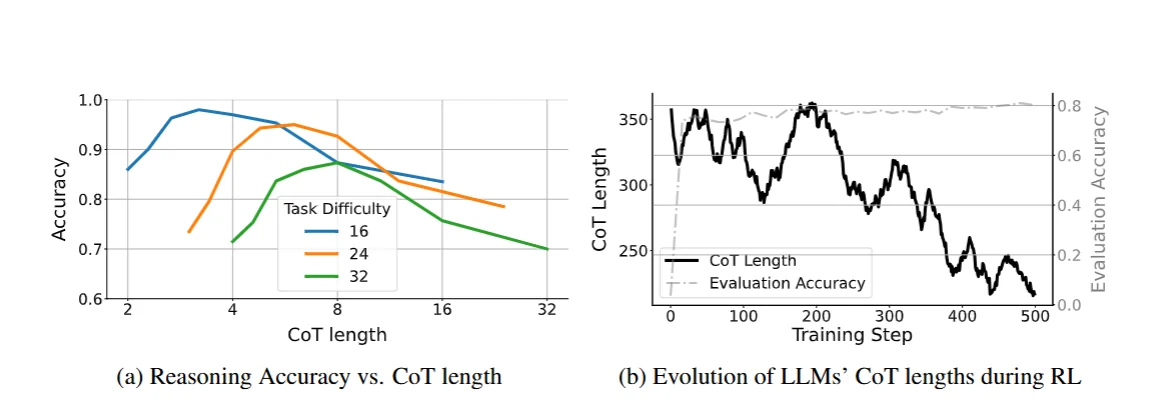 Accuracy
1.0
0.9
0.8
0.7
0.6
Task Difficulty
16
24
32
2 4 8 16 32
CoT length
(a) Reasoning Accuracy vs. CoT length
CoT Length
350
300
250
CoT Length
Evaluation Accuracy
0 100 200 300 400 500
Training Step
0.8
0.6
0.4
0.2
0.0
Evaluation Accuracy
(b) Evolution of LLMs’ CoT lengths during RL